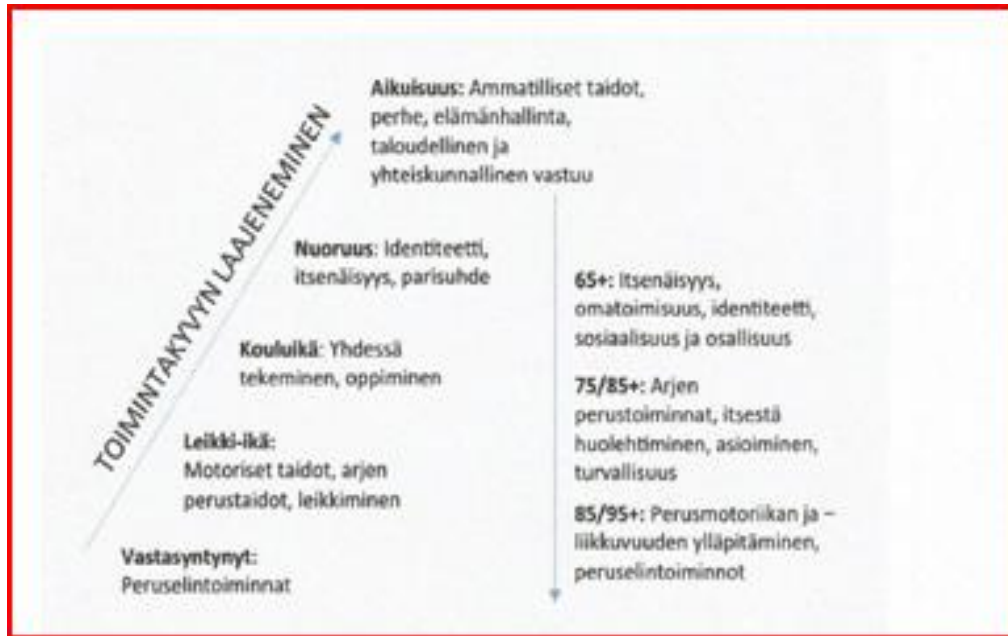 TOIMINTAKYVYN LAAJENEMINEN
Aikuisuus: Ammatilliset taidot,
perhe, elämänhallinta,
taloudellinen ja
yhteiskunnallinen vastuu
Nuoruus: Identiteetti,
itsenäisyys, parisuhde
Kouluikä: Yhdessä
tekeminen, oppiminen
Leikki-ikä:
Motoriset taidot, arjen
perustaidot, leikkiminen
Vastasyntynyt:
Peruselintoiminnat
65+: Itsenäisyys,
omatoimisuus, identiteetti,
sosiaalisuus ja osallisuus
75/85+: Arjen
perustoiminnat, itsestä
huolehtiminen, asioiminen,
turvallisuus
85/95+: Perusmotoriikan ja –
liikkuvuuden ylläpitäminen,
peruselintoiminnot